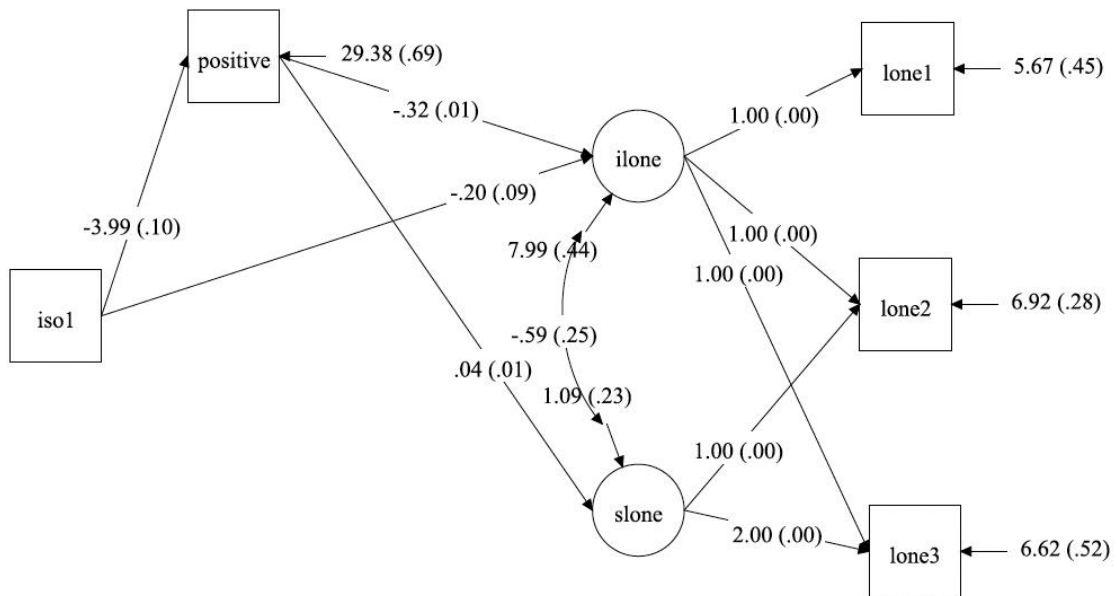 positive
29.38 (.69)
lone1
5.67 (.45)
-.32 (.01)
1.00 (.00)
ilone
-.20 (.09)
-3.99 (.10)
7.99 (.44)
1.00 (.00)
1.00 (.00)
iso1
lone2
6.92 (.28)
-.59 (.25)
.04 (.01)
1.09 (.23)
1.00 (.00)
slone
2.00 (.00)
lone3
6.62 (.52)